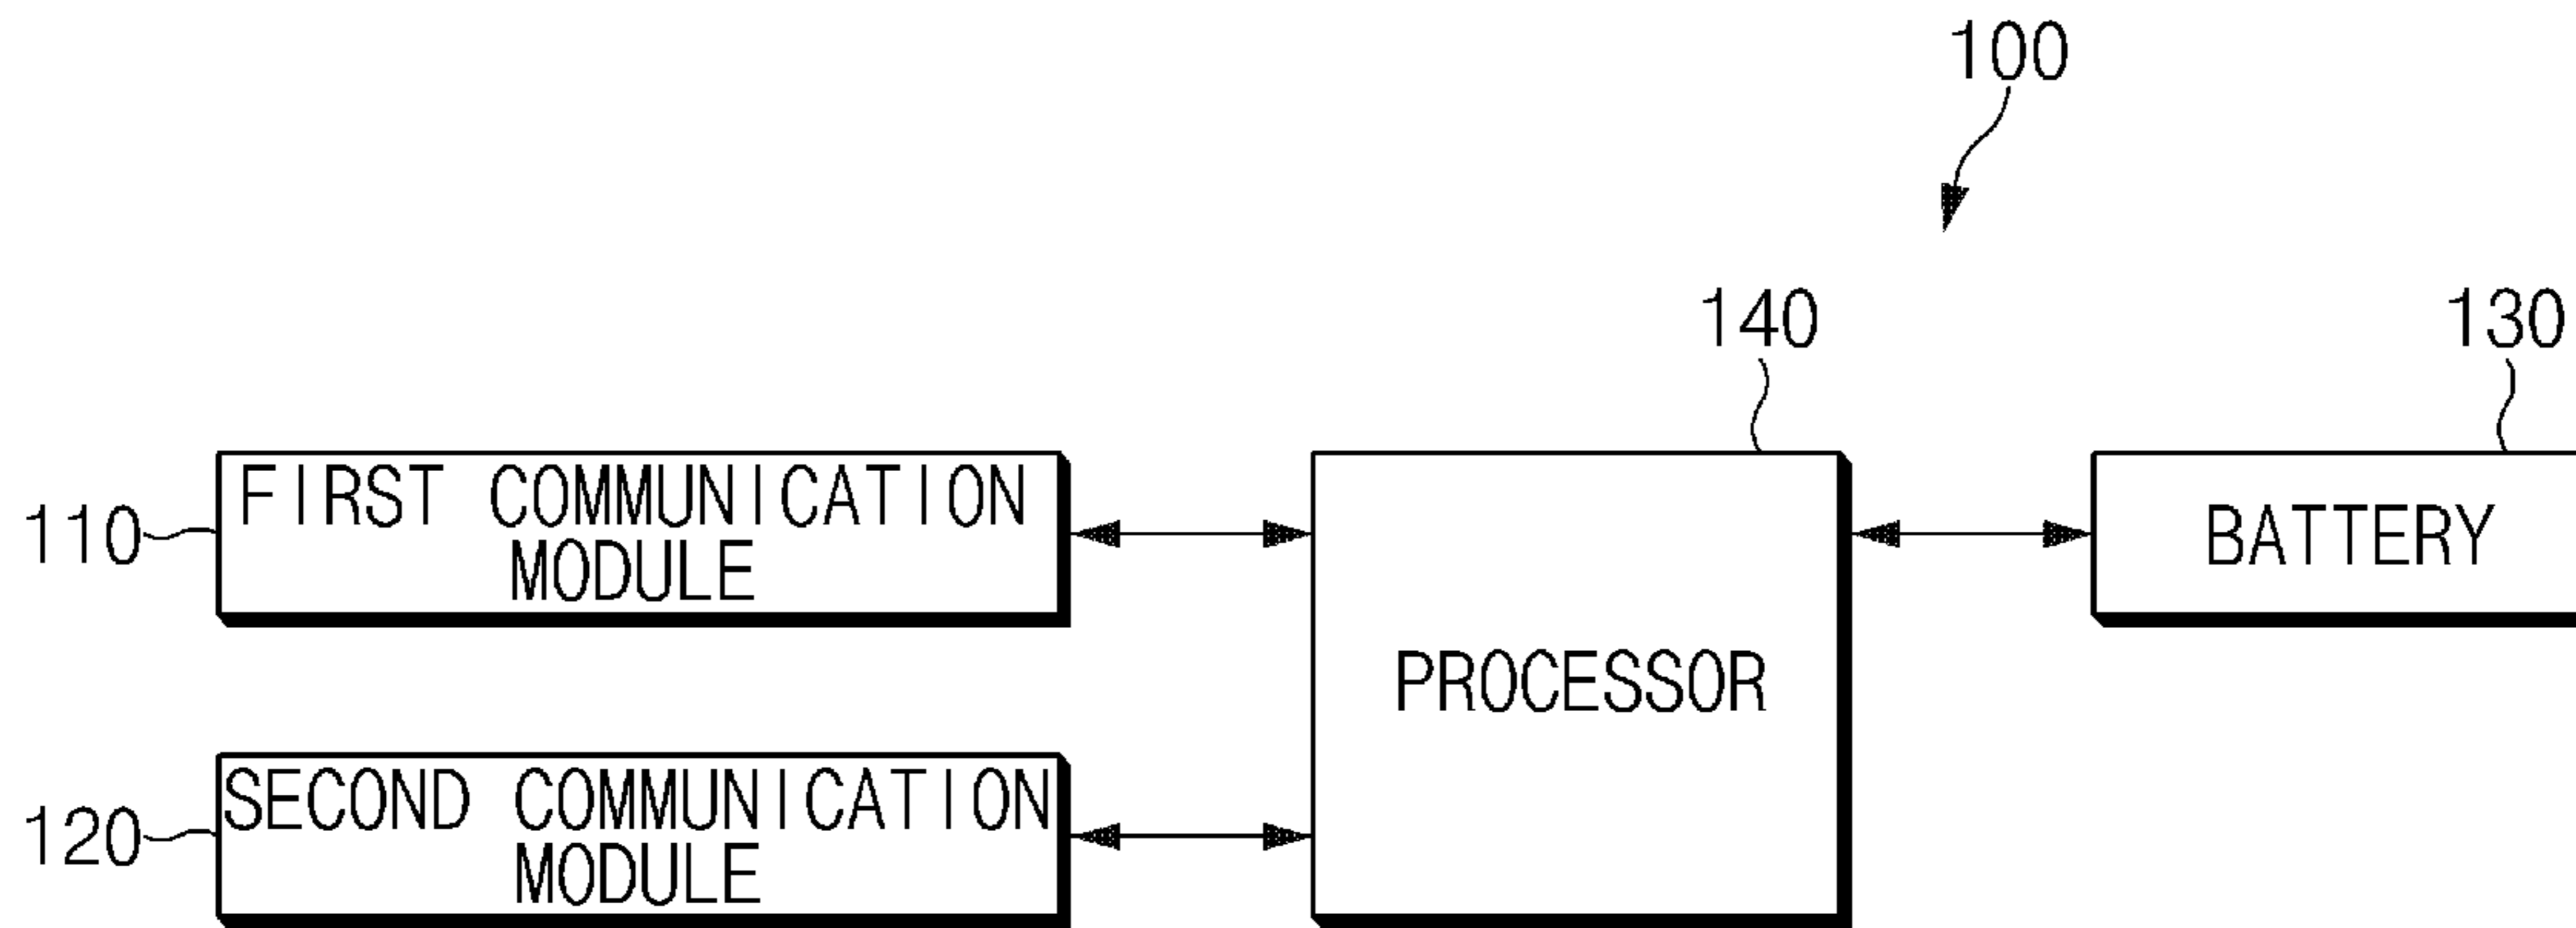 100
140
130
110
FIRST COMMUNICATION
MODULE
BATTERY
PROCESSOR
120
SECOND COMMUNICATION
MODULE